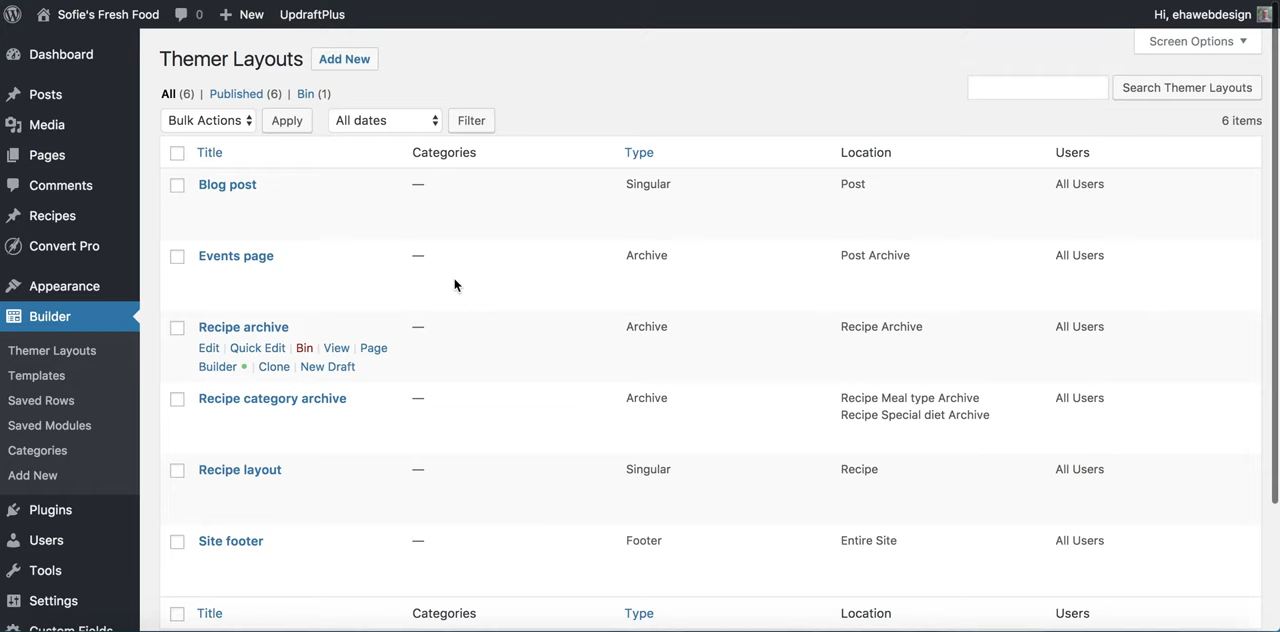 Sofie's Fresh Food 0 New UpdraftPlus Hi, ehawebdesign
Dashboard
Posts
Media
Pages
Comments
Recipes
Convert Pro
Appearance
Builder
Themer Layouts
Templates
Saved Rows
Saved Modules
Categories
Add New
Plugins
Users
Tools
Settings
Custom Fields
Screen Options
Themer Layouts Add New
All (6) | Published (6) | Bin (1)
Search Themer Layouts
Bulk Actions Apply All dates Filter 6 items
Title Categories Type Location Users
Blog post — Singular Post All Users
Events page — Archive Post Archive All Users
Recipe archive — Archive Recipe Archive All Users
Edit | Quick Edit | Bin | View | Page
Builder • | Clone | New Draft
Recipe category archive — Archive Recipe Meal type Archive All Users
Recipe Special diet Archive
Recipe layout — Singular Recipe All Users
Site footer — Footer Entire Site All Users
Title Categories Type Location Users